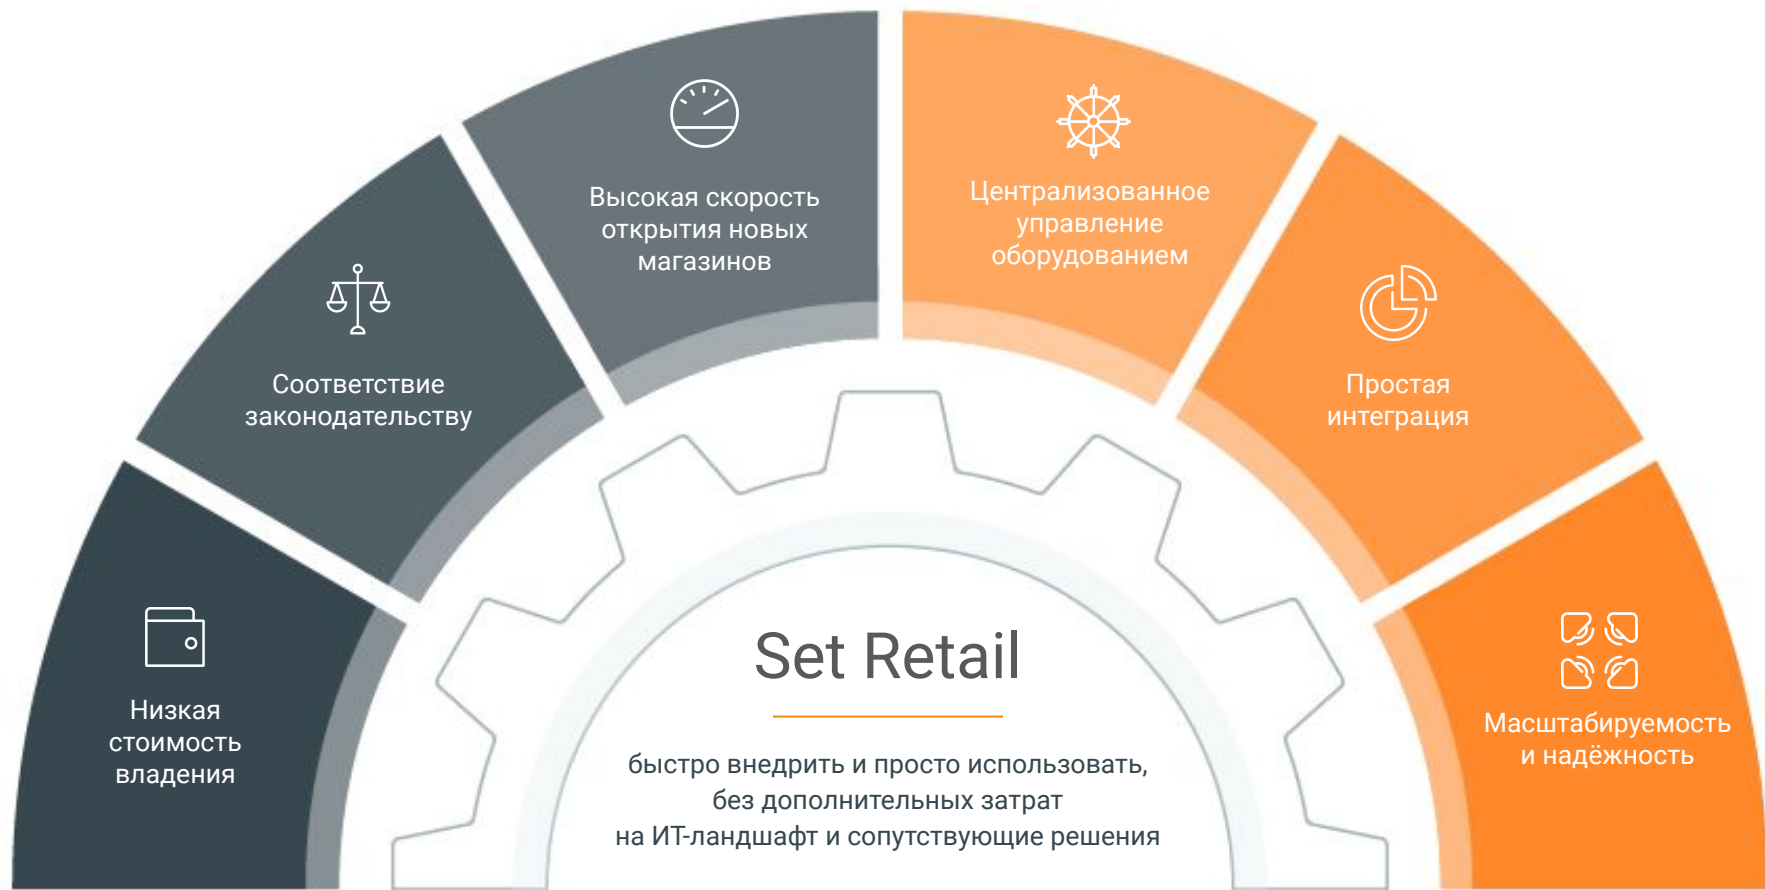 Высокая скорость
открытия новых
магазинов
Централизованное
управление
оборудованием
Соответствие
законодательству
Простая
интеграция
Низкая
стоимость
владения
Масштабируемость
и надёжность
Set Retail
быстро внедрить и просто использовать,
без дополнительных затрат
на ИТ-ландшафт и сопутствующие решения